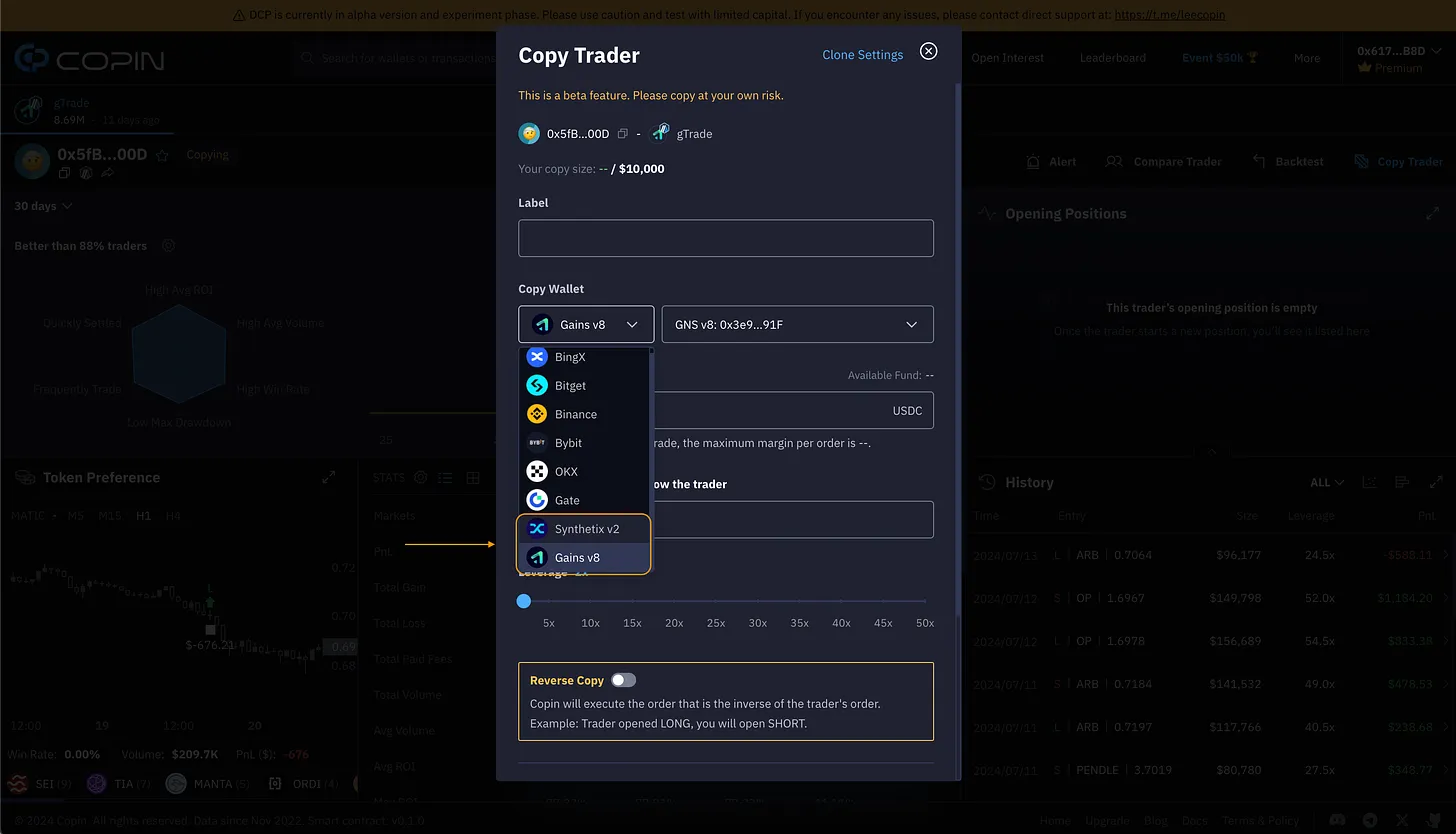 DCP is currently in alpha version and experiment phase. Please use caution and test with limited capital. If you encounter any issues, please contact direct support at: https://t.me/leecopin
COPIN
Search for wallets or transactions
Open Interest
Leaderboard
Event $50k
More
0x617...B8D
Premium
gTrade
8.69M - 11 days ago
0x5fB...00D
Copying
Alert
Compare Trader
Backtest
Copy Trader
30 days
Better than 88% traders
High Avg ROI
Quickly Settled
High Avg Volume
Frequently Trade
High Win Rate
Low Max Drawdown
25
Token Preference
MATIC
M5
M15
H1
H4
0.72
0.70
0.69
0.68
$-676.21
L
12:00
19
12:00
20
Win Rate: 0.00%
Volume: $209.7K
PnL ($): -676
SEI (9)
TIA (7)
MANTA (5)
ORDI (4)
STATS
Markets
PnL
Total Gain
Total Loss
Total Paid Fees
Total Volume
Avg Volume
Avg ROI
Copy Trader
Clone Settings
This is a beta feature. Please copy at your own risk.
0x5fB...00D - gTrade
Your copy size: -- / $10,000
Label
Copy Wallet
Gains v8
GNS v8: 0x3e9...91F
BingX
Bitget
Binance
BYBIT
Bybit
OKX
Gate
Synthetix v2
Gains v8
Available Fund: --
USDC
rade, the maximum margin per order is --.
ow the trader
Leverage 2x
5x
10x
15x
20x
25x
30x
35x
40x
45x
50x
Reverse Copy
Copin will execute the order that is the inverse of the trader's order.
Example: Trader opened LONG, you will open SHORT.
Opening Positions
This trader's opening position is empty
Once the trader starts a new position, you'll see it listed here
History
ALL
Time
Entry
Size
Leverage
PnL
2024/07/13 L | ARB | 0.7064 $96,177 24.5x -$588.11
2024/07/12 S | OP | 1.6967 $149,798 52.0x $1,184.20
2024/07/12 L | OP | 1.6978 $156,689 54.5x $833.38
2024/07/11 S | ARB | 0.7184 $141,532 49.0x $478.53
2024/07/11 L | ARB | 0.7197 $117,766 40.5x $238.68
2024/07/11 S | PENDLE | 3.7019 $80,780 27.5x $348.77
© 2024 Copin. All rights reserved. Data since Nov 2022. Smart contract: v0.1.0
Home
Upgrade
Blog
Docs
Terms & Policy